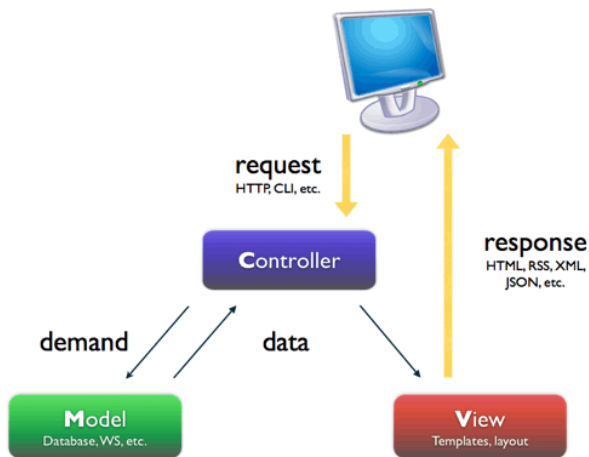 request
HTTP, CLI, etc.
Controller
response
HTML, RSS, XML,
JSON, etc.
demand
data
Model
Database, WS, etc.
View
Templates, layout